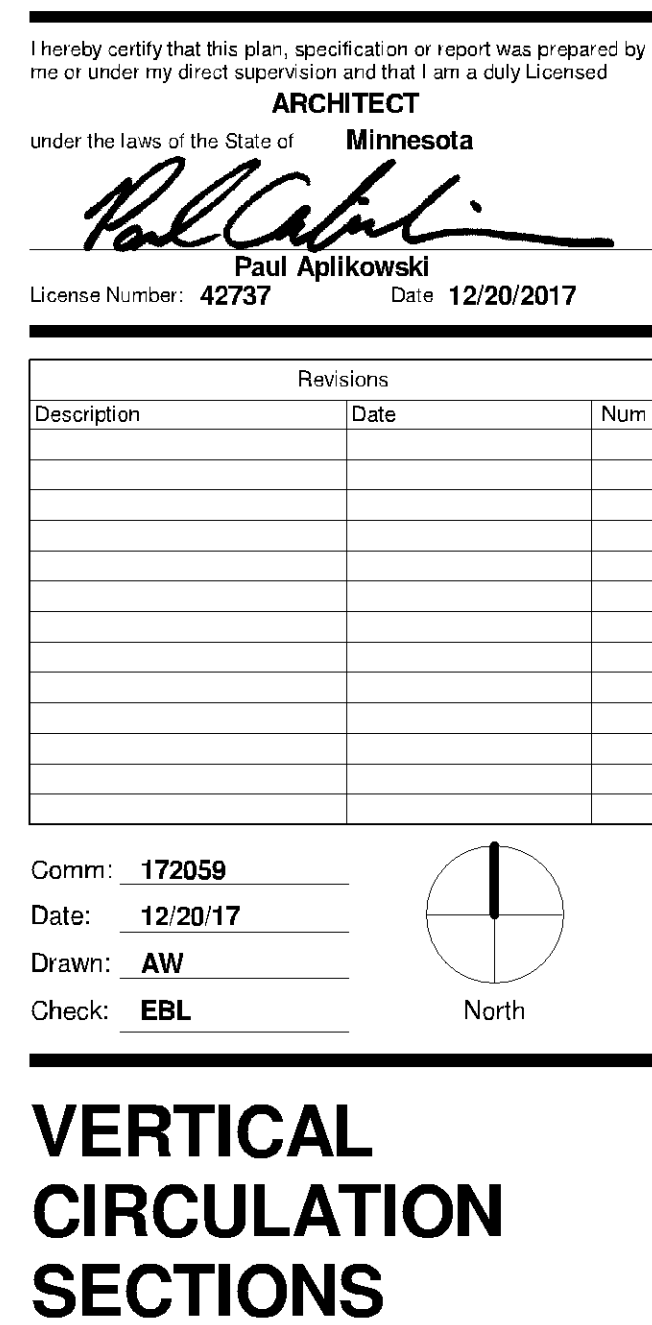 I hereby certify that this plan, specification or report was prepared by
me or under my direct supervision and that I am a duly Licensed
ARCHITECT
under the laws of the State of Minnesota
Paul Aplikowski
License Number: 42737 Date 12/20/2017
Revisions
Description Date Num
Comm: 172059
Date: 12/20/17
Drawn: AW
Check: EBL
North
VERTICAL
CIRCULATION
SECTIONS